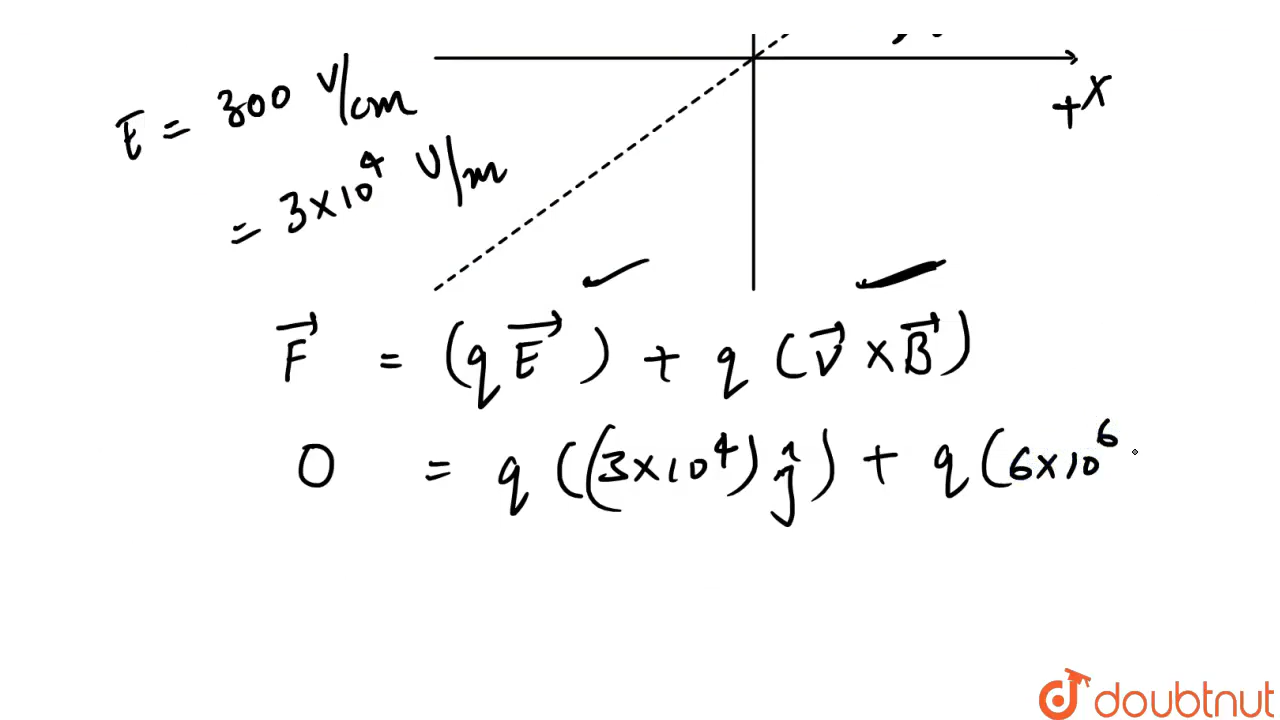 E = 300 V/cm
+X
= 3×10⁴ V/m
F⃗ = (qE⃗) + q(v⃗×B⃗)
0 = q((3×10⁴)ĵ) + q(6×10⁶
doubtnut